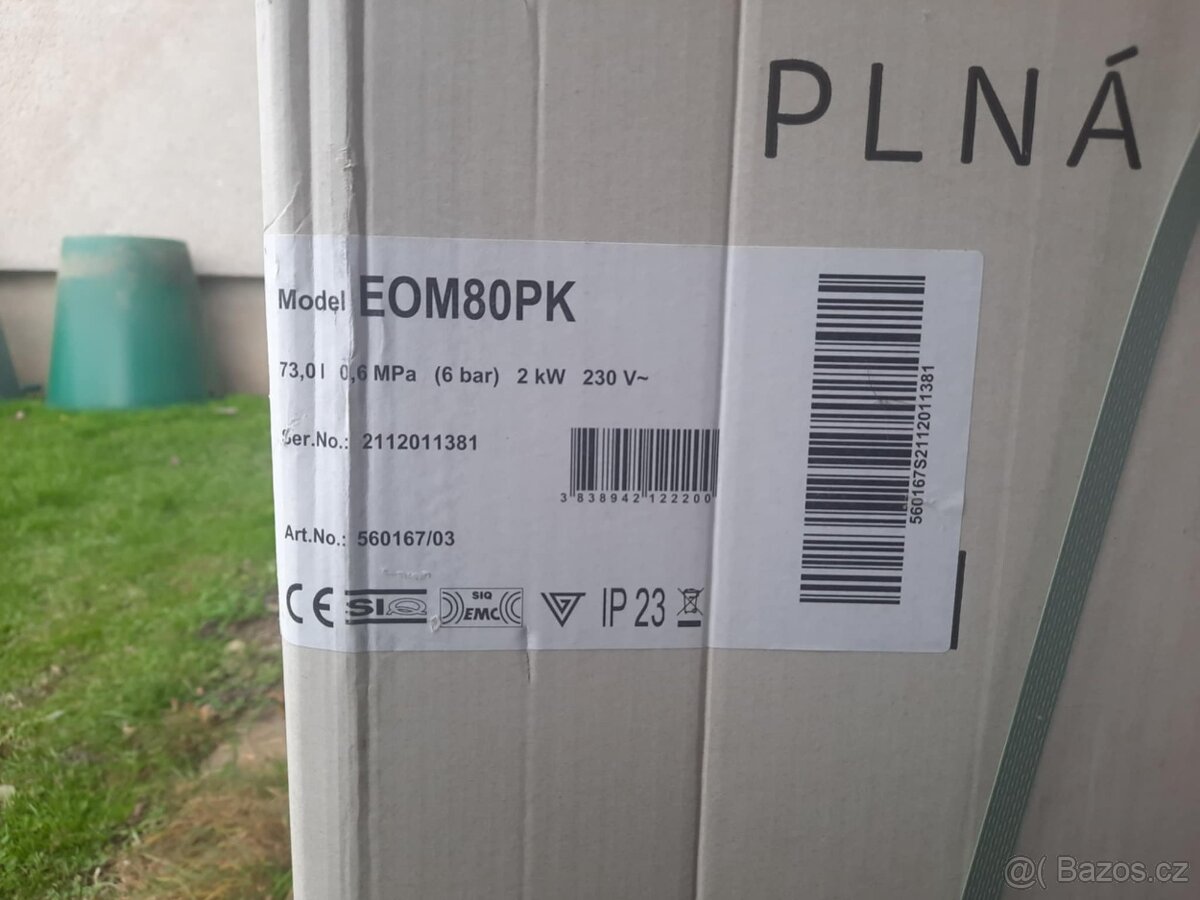 PLNÁ
Model EOM80PK
73,0 l 0,6 MPa (6 bar) 2 kW 230 V~
Ser.No.: 2112011381
3 838942 122200
Art.No.: 560167/03
CE SIQ SIQ EMC IP 23
560167S2112011381
@( Bazos.cz